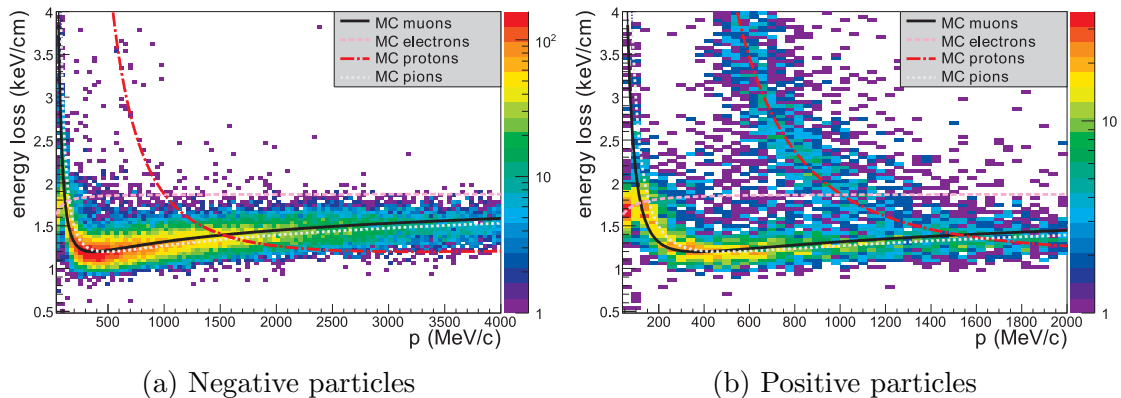 energy loss (keV/cm)
4
3.5
3
2.5
2
1.5
1
0.5
500 1000 1500 2000 2500 3000 3500 4000
p (MeV/c)
MC muons
MC electrons
MC protons
MC pions
10²
10
1
(a) Negative particles
energy loss (keV/cm)
4
3.5
3
2.5
2
1.5
1
0.5
200 400 600 800 1000 1200 1400 1600 1800 2000
p (MeV/c)
MC muons
MC electrons
MC protons
MC pions
10
1
(b) Positive particles